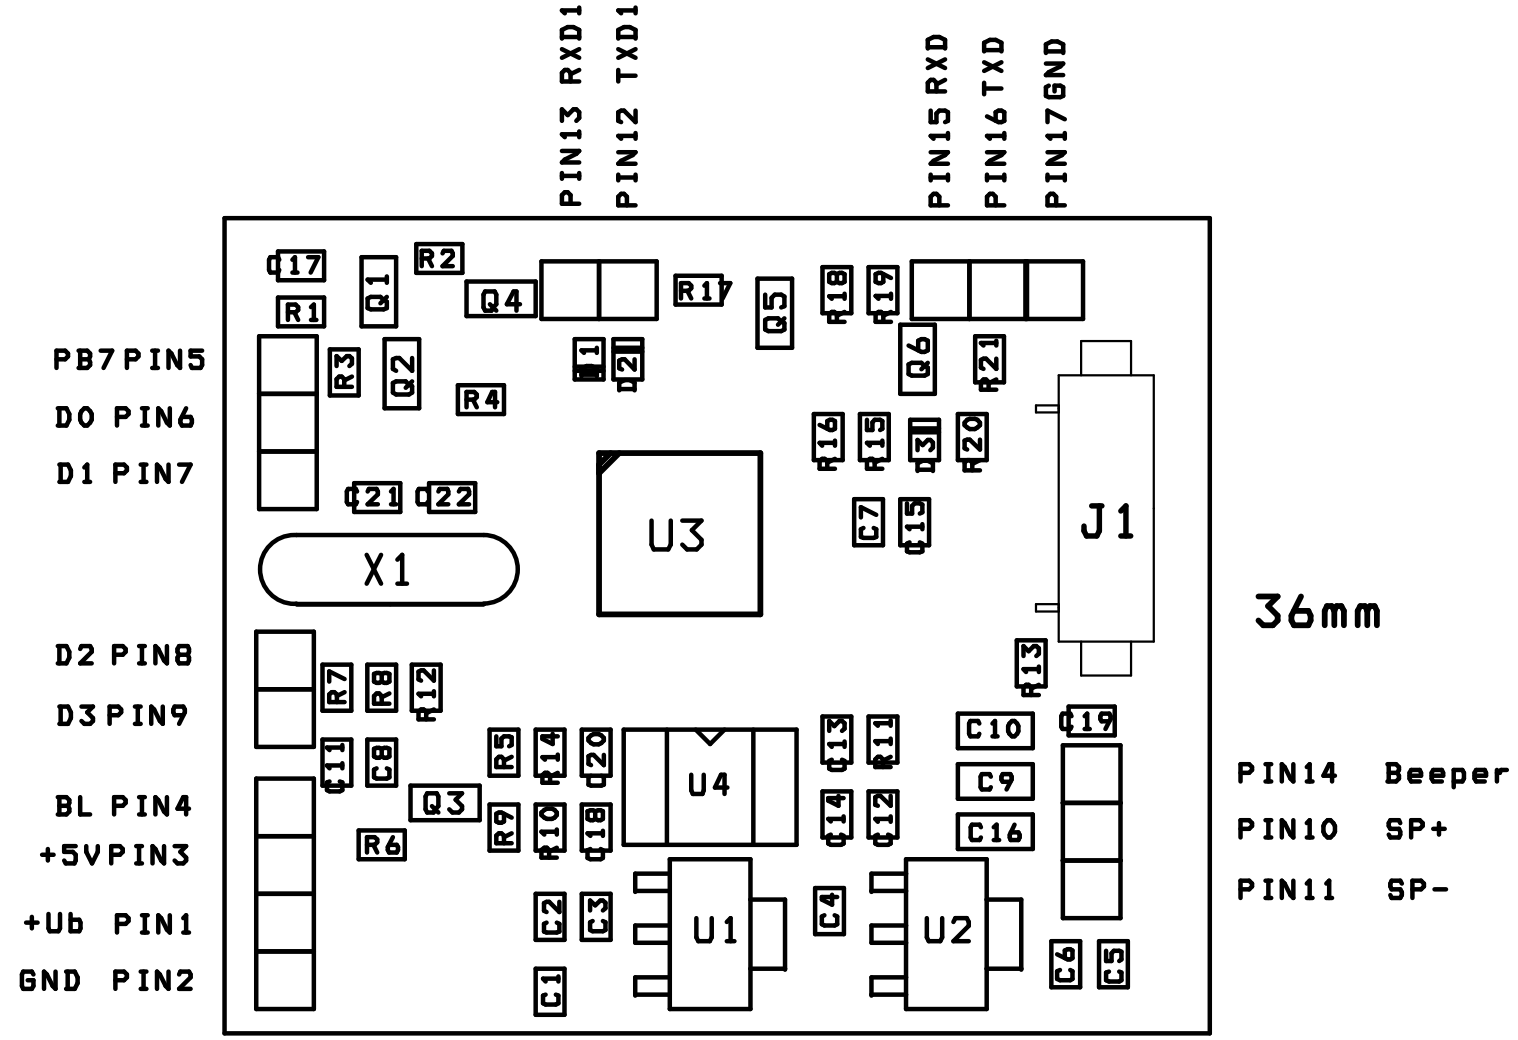 PIN13 RXD1
PIN12 TXD1
PIN15 RXD
PIN16 TXD
PIN17 GND
C17
Q1
R2
R1
Q4
R17
Q5
R18
R19
PB7 PIN5
R3
Q2
D2
Q6
R21
D0 PIN6
R4
R16
R15
D3
R20
D1 PIN7
C21
C22
U3
C7
C15
J1
X1
36mm
D2 PIN8
R7
R8
R12
R13
D3 PIN9
C11
C8
R5
R14
C20
C13
R11
C10
C19
BL PIN4
Q3
U4
C9
PIN14 Beeper
R9
R10
C18
C14
C12
C16
PIN10 SP+
+5V PIN3
R6
PIN11 SP-
+Ub PIN1
C2
C3
U1
C4
U2
GND PIN2
C1
C6
C5